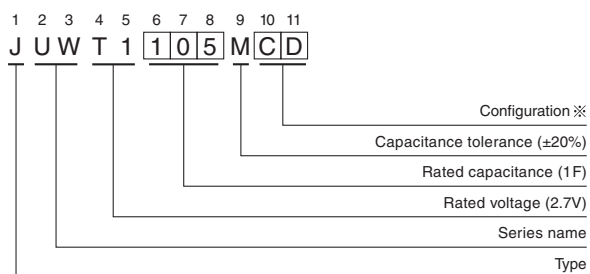 1 2 3 4 5 6 7 8 9 10 11
J U W T 1 1 0 5 M C D
Configuration ※
Capacitance tolerance (±20%)
Rated capacitance (1F)
Rated voltage (2.7V)
Series name
Type